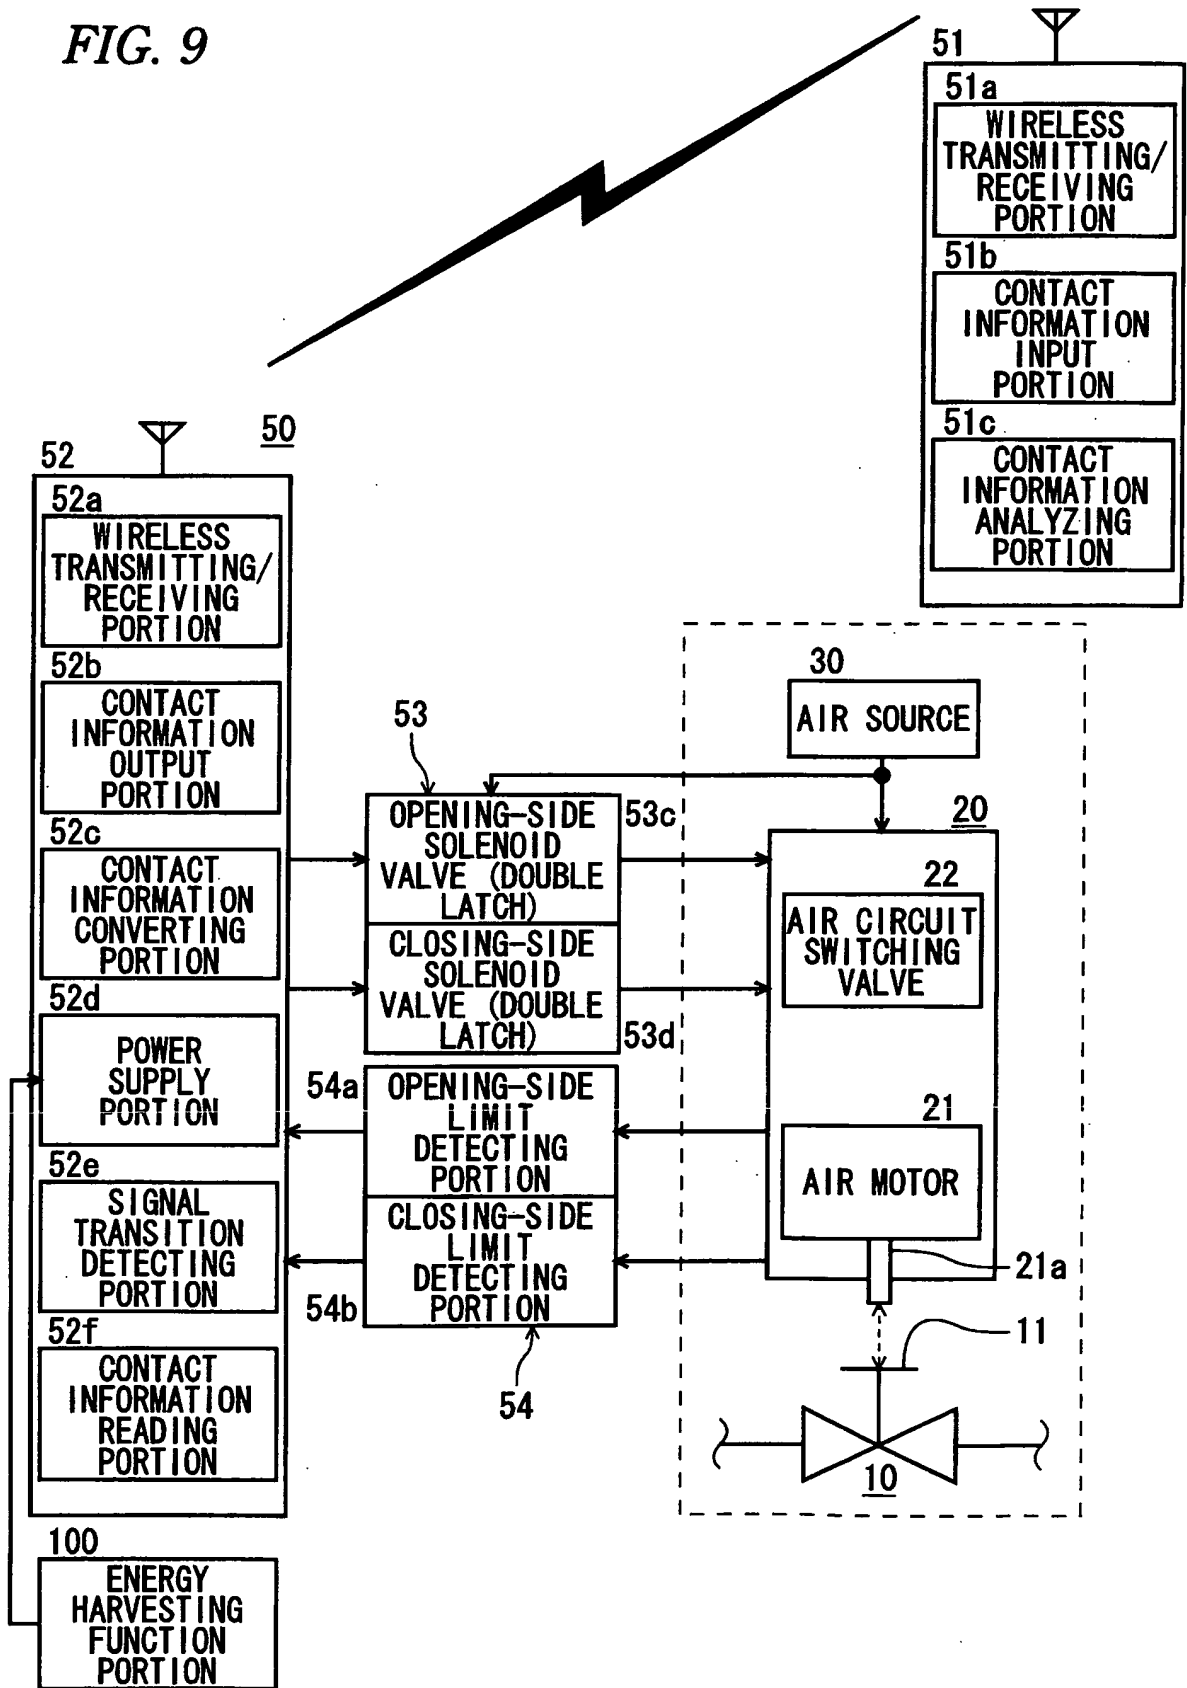 FIG. 9
51
51a
WIRELESS
TRANSMITTING/
RECEIVING
PORTION
51b
CONTACT
INFORMATION
INPUT
PORTION
51c
CONTACT
INFORMATION
ANALYZING
PORTION
50
52
52a
WIRELESS
TRANSMITTING/
RECEIVING
PORTION
52b
CONTACT
INFORMATION
OUTPUT
PORTION
52c
CONTACT
INFORMATION
CONVERTING
PORTION
52d
POWER
SUPPLY
PORTION
52e
SIGNAL
TRANSITION
DETECTING
PORTION
52f
CONTACT
INFORMATION
READING
PORTION
100
ENERGY
HARVESTING
FUNCTION
PORTION
53
OPENING-SIDE
SOLENOID
VALVE (DOUBLE
LATCH)
53c
CLOSING-SIDE
SOLENOID
VALVE (DOUBLE
LATCH)
53d
54a
OPENING-SIDE
LIMIT
DETECTING
PORTION
CLOSING-SIDE
LIMIT
DETECTING
PORTION
54b
54
30
AIR SOURCE
20
22
AIR CIRCUIT
SWITCHING
VALVE
21
AIR MOTOR
21a
11
10